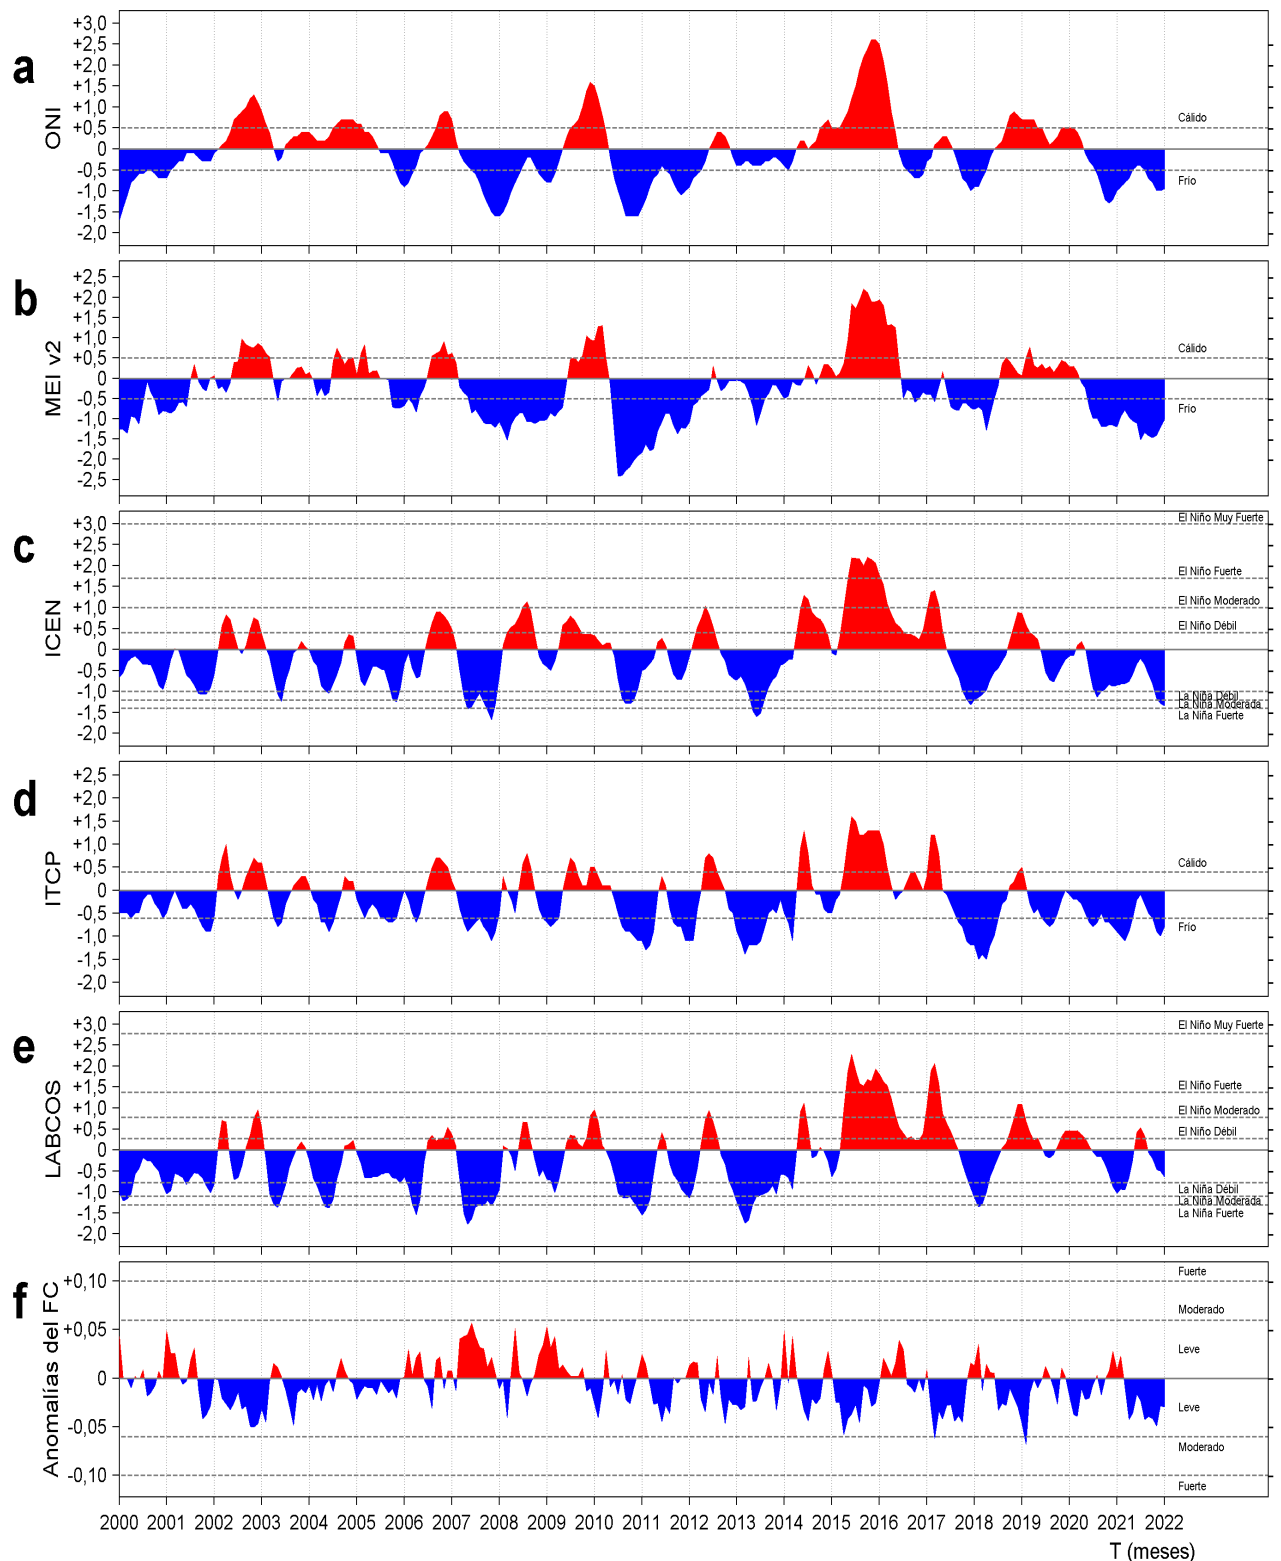 a
ONI
+3,0
+2,5
+2,0
+1,5
+1,0
+0,5
0
-0,5
-1,0
-1,5
-2,0
Cálido
Frío
b
MEI v2
+2,5
+2,0
+1,5
+1,0
+0,5
0
-0,5
-1,0
-1,5
-2,0
-2,5
Cálido
Frío
c
ICEN
+3,0
+2,5
+2,0
+1,5
+1,0
+0,5
0
-0,5
-1,0
-1,5
-2,0
El Niño Muy Fuerte
El Niño Fuerte
El Niño Moderado
El Niño Débil
La Niña Débil
La Niña Moderada
La Niña Fuerte
d
ITCP
+2,5
+2,0
+1,5
+1,0
+0,5
0
-0,5
-1,0
-1,5
-2,0
Cálido
Frío
e
LABCOS
+3,0
+2,5
+2,0
+1,5
+1,0
+0,5
0
-0,5
-1,0
-1,5
-2,0
El Niño Muy Fuerte
El Niño Fuerte
El Niño Moderado
El Niño Débil
La Niña Débil
La Niña Moderada
La Niña Fuerte
f
Anomalías del FC
+0,10
+0,05
0
-0,05
-0,10
Fuerte
Moderado
Leve
Leve
Moderado
Fuerte
2000 2001 2002 2003 2004 2005 2006 2007 2008 2009 2010 2011 2012 2013 2014 2015 2016 2017 2018 2019 2020 2021 2022
T (meses)